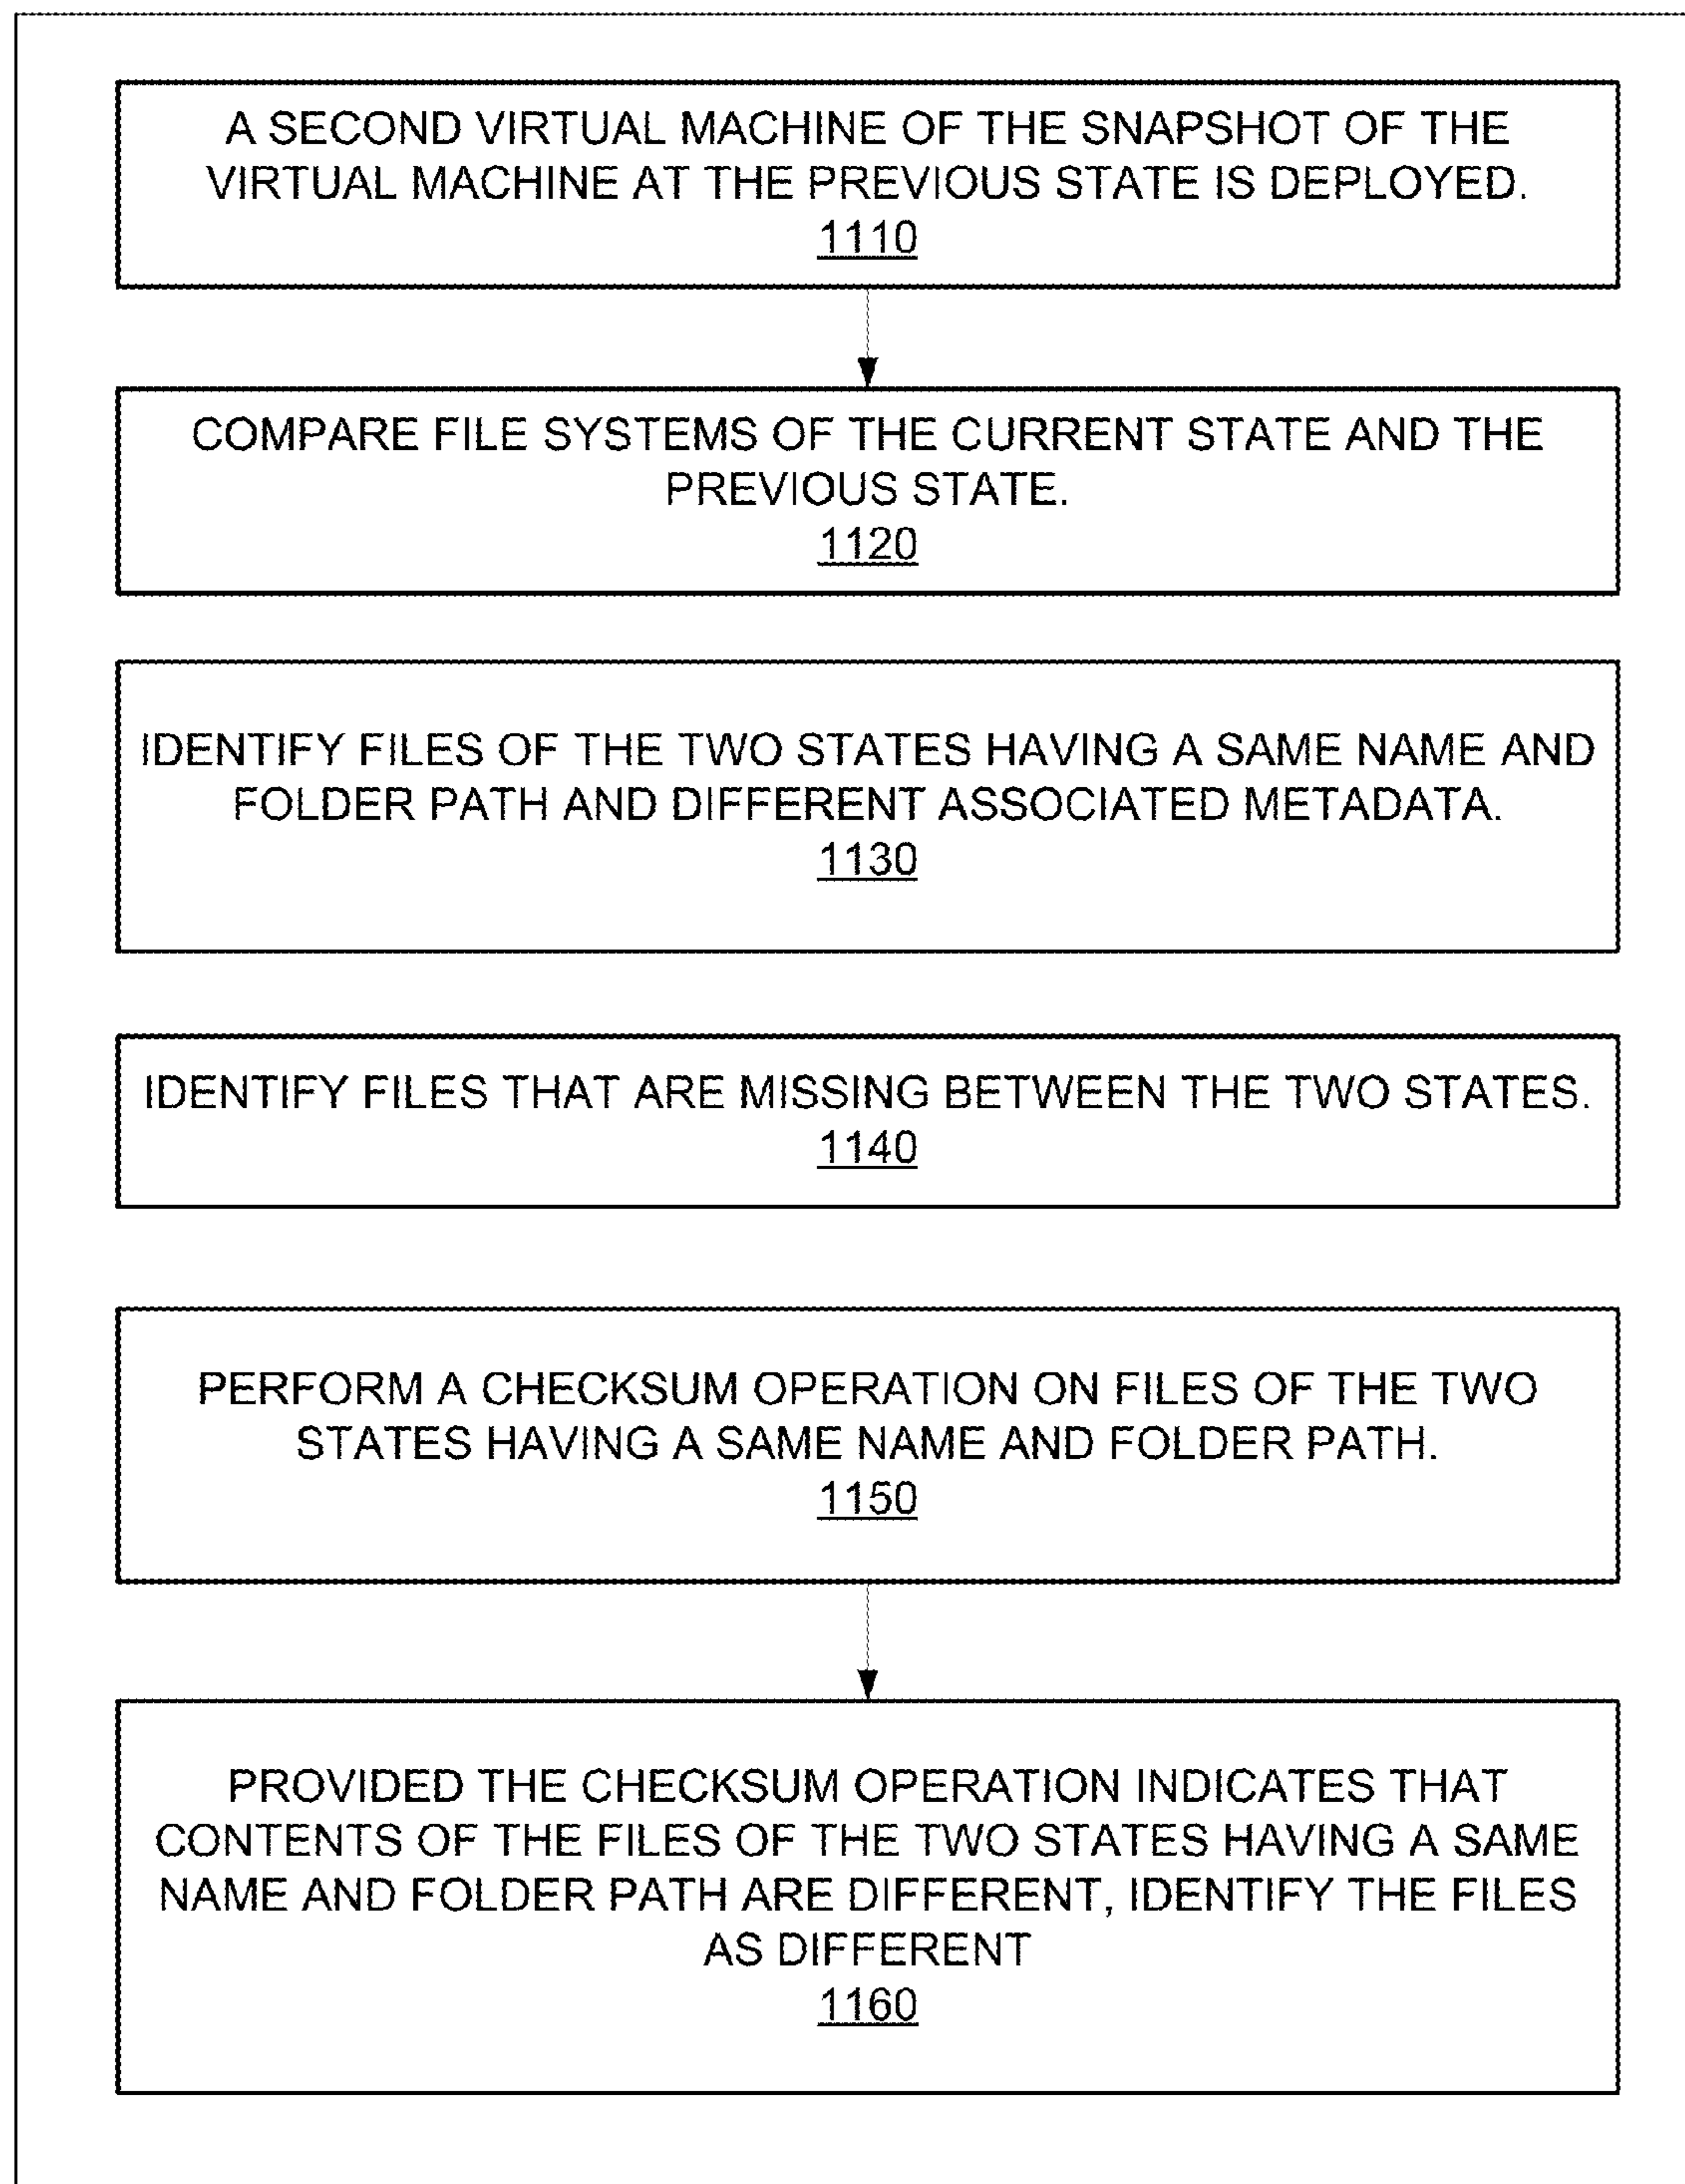 A SECOND VIRTUAL MACHINE OF THE SNAPSHOT OF THE
VIRTUAL MACHINE AT THE PREVIOUS STATE IS DEPLOYED.
1110
COMPARE FILE SYSTEMS OF THE CURRENT STATE AND THE
PREVIOUS STATE.
1120
IDENTIFY FILES OF THE TWO STATES HAVING A SAME NAME AND
FOLDER PATH AND DIFFERENT ASSOCIATED METADATA.
1130
IDENTIFY FILES THAT ARE MISSING BETWEEN THE TWO STATES.
1140
PERFORM A CHECKSUM OPERATION ON FILES OF THE TWO
STATES HAVING A SAME NAME AND FOLDER PATH.
1150
PROVIDED THE CHECKSUM OPERATION INDICATES THAT
CONTENTS OF THE FILES OF THE TWO STATES HAVING A SAME
NAME AND FOLDER PATH ARE DIFFERENT, IDENTIFY THE FILES
AS DIFFERENT
1160